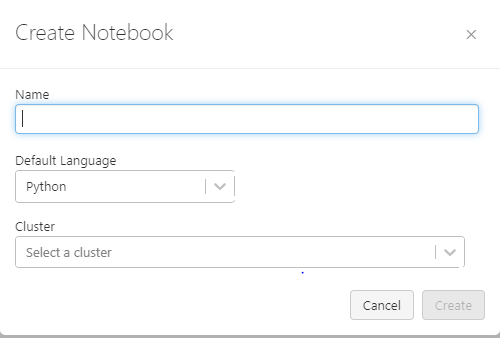 Create Notebook
Name
Default Language
Python
Cluster
Select a cluster
Cancel Create